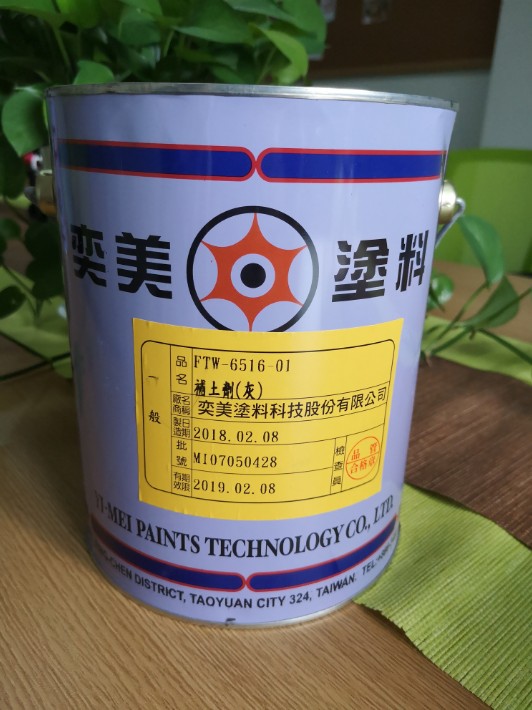 奕美塗料
一般
品名 FTW-6516-01
補土劑(灰)
廠商名稱 奕美塗料科技股份有限公司
製造日期 2018.02.08
批號 MI07050428
有期效限 2019.02.08
檢查員
品管
合格
YI-MEI PAINTS TECHNOLOGY CO., LTD.
DISTRICT, TAOYUAN CITY 324, TAIWAN. TEL: